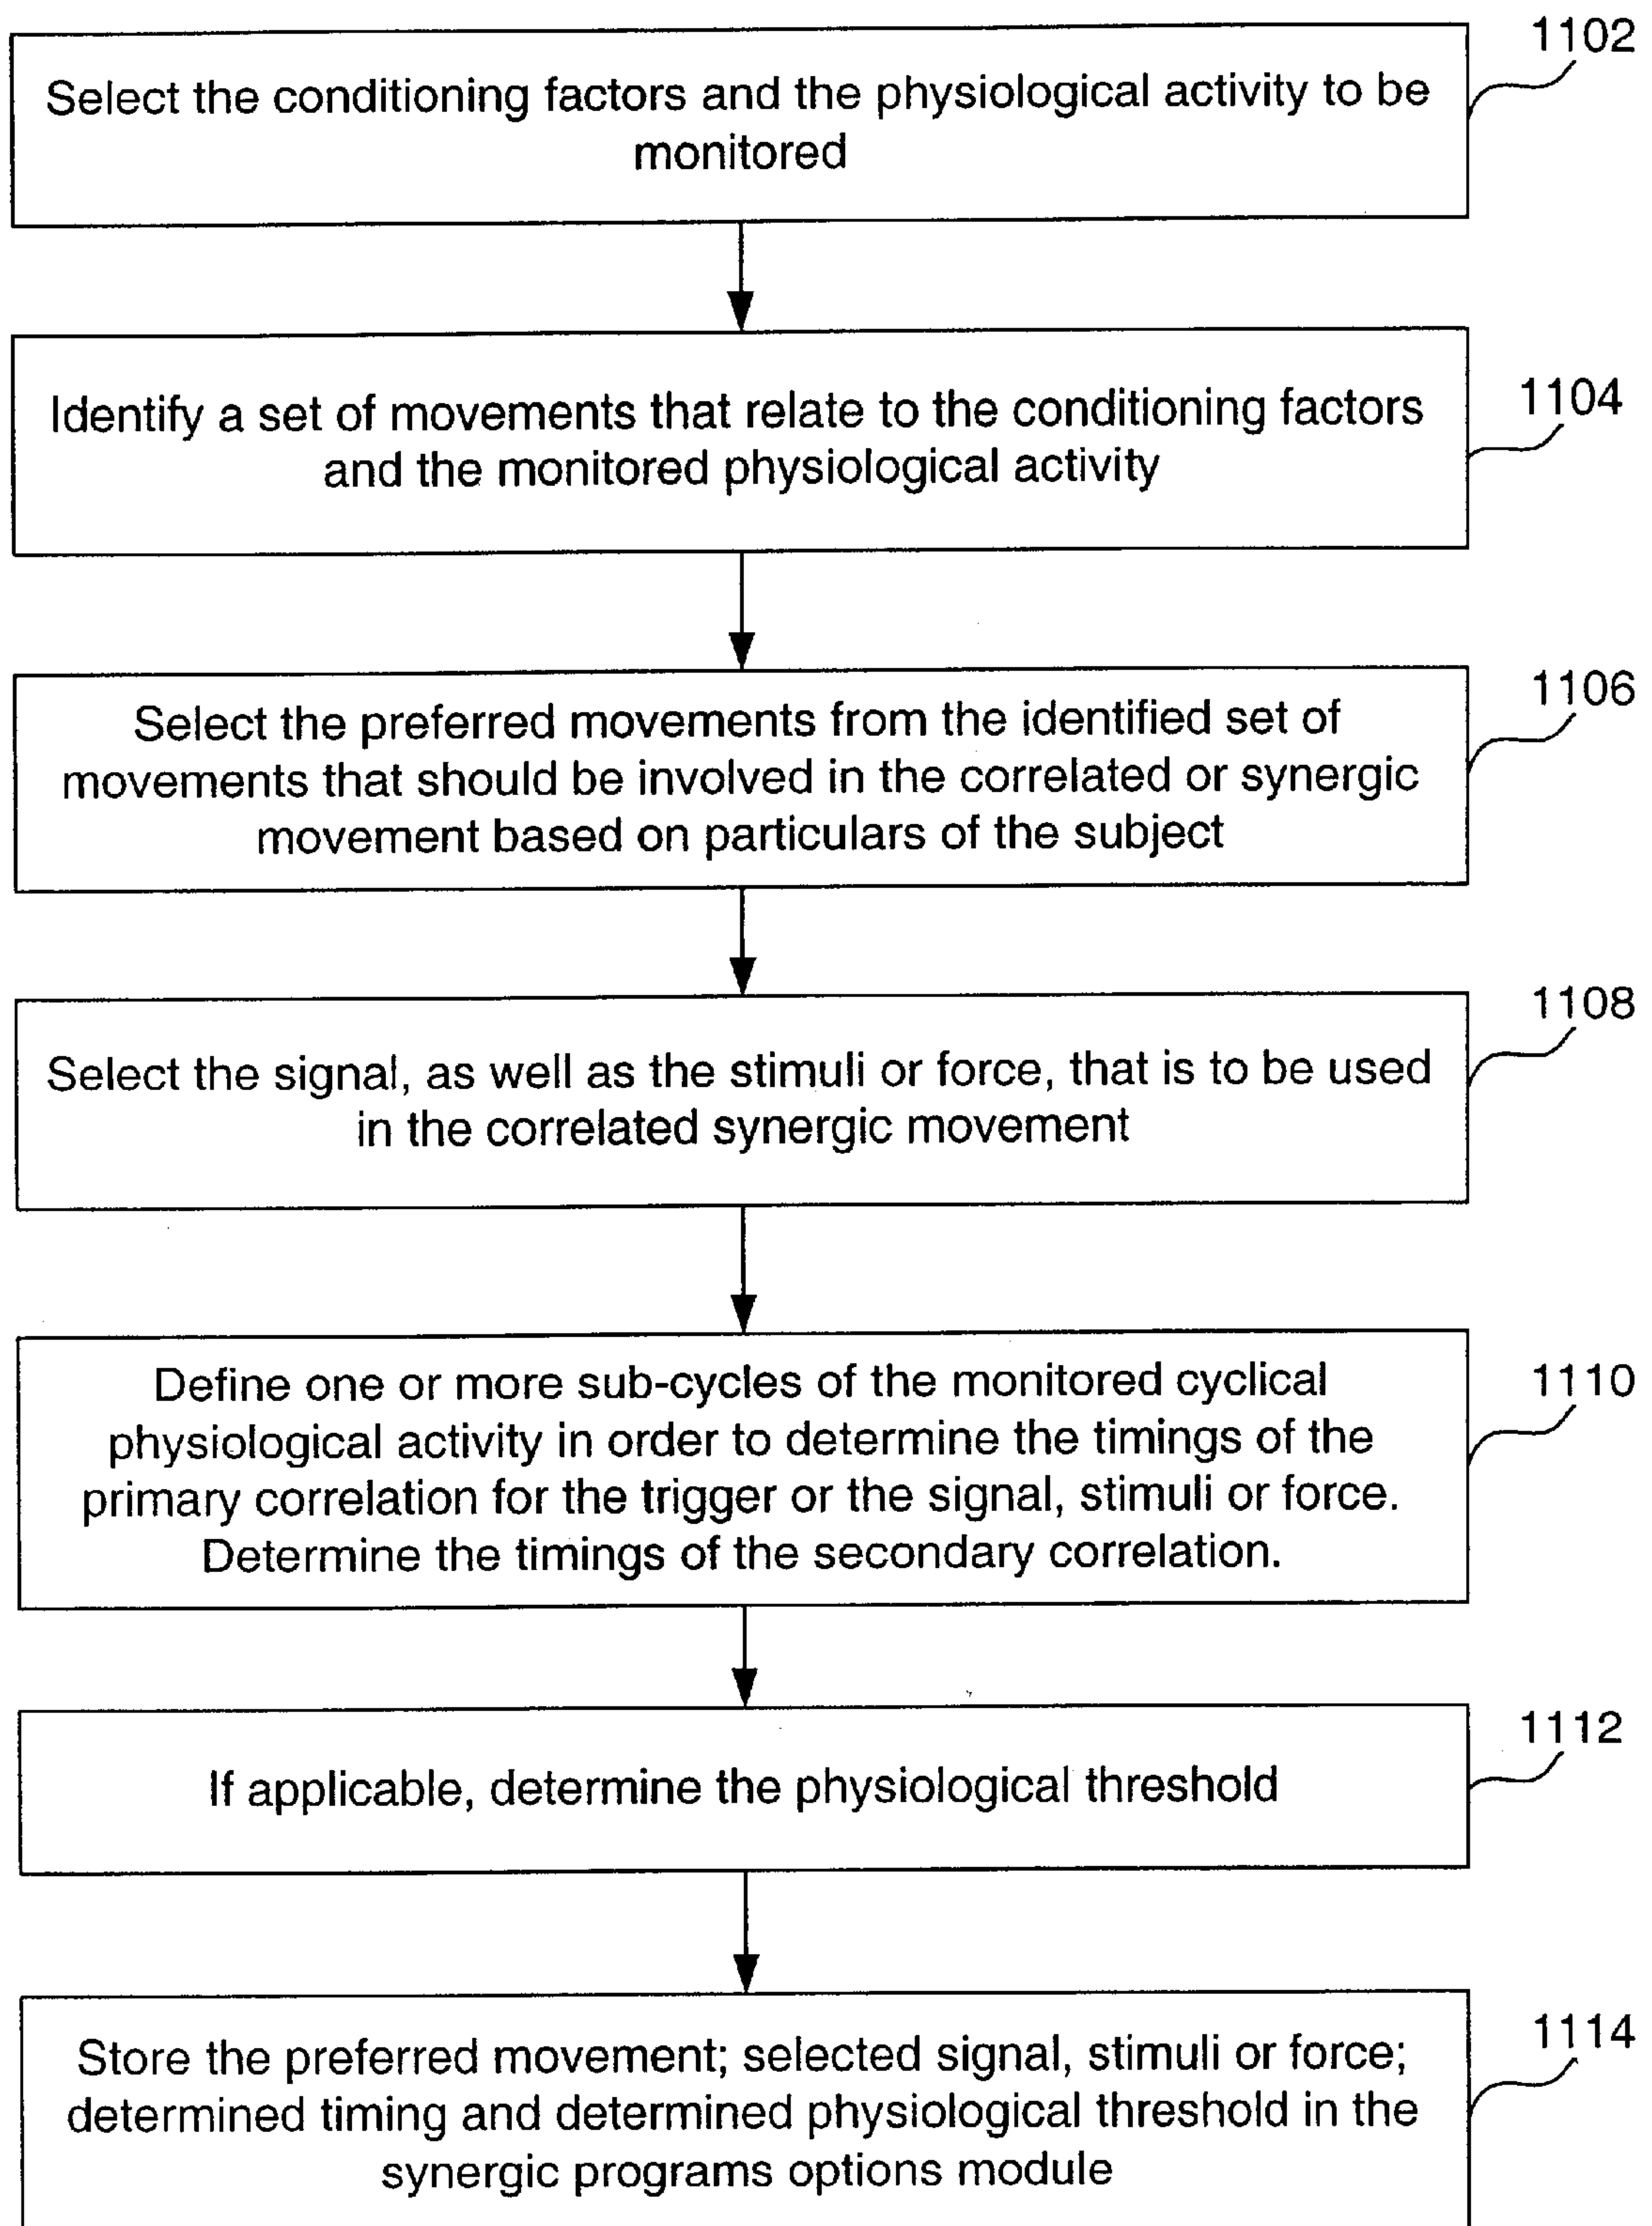 1102
Select the conditioning factors and the physiological activity to be
monitored
1104
Identify a set of movements that relate to the conditioning factors
and the monitored physiological activity
1106
Select the preferred movements from the identified set of
movements that should be involved in the correlated or synergic
movement based on particulars of the subject
1108
Select the signal, as well as the stimuli or force, that is to be used
in the correlated synergic movement
1110
Define one or more sub-cycles of the monitored cyclical
physiological activity in order to determine the timings of the
primary correlation for the trigger or the signal, stimuli or force.
Determine the timings of the secondary correlation.
1112
If applicable, determine the physiological threshold
1114
Store the preferred movement; selected signal, stimuli or force;
determined timing and determined physiological threshold in the
synergic programs options module